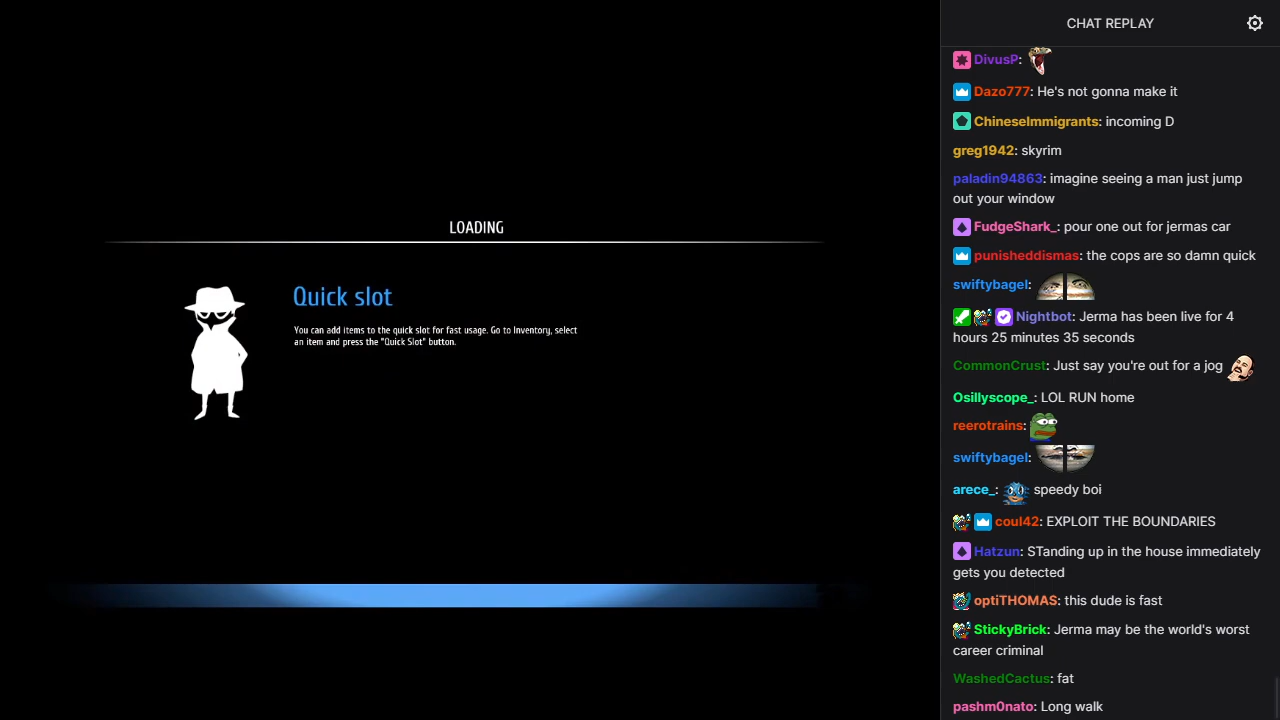 LOADING
Quick slot
You can add items to the quick slot for fast usage. Go to Inventory, select
an item and press the "Quick Slot" button.
CHAT REPLAY
DivusP:
Dazo777: He's not gonna make it
ChineseImmigrants: incoming D
greg1942: skyrim
paladin94863: imagine seeing a man just jump
out your window
FudgeShark_: pour one out for jermas car
punisheddismas: the cops are so damn quick
swiftybagel:
Nightbot: Jerma has been live for 4
hours 25 minutes 35 seconds
CommonCrust: Just say you're out for a jog
Osillyscope_: LOL RUN home
reerotrains:
swiftybagel:
arece_: speedy boi
coul42: EXPLOIT THE BOUNDARIES
Hatzun: STanding up in the house immediately
gets you detected
optiTHOMAS: this dude is fast
StickyBrick: Jerma may be the world's worst
career criminal
WashedCactus: fat
pashm0nato: Long walk